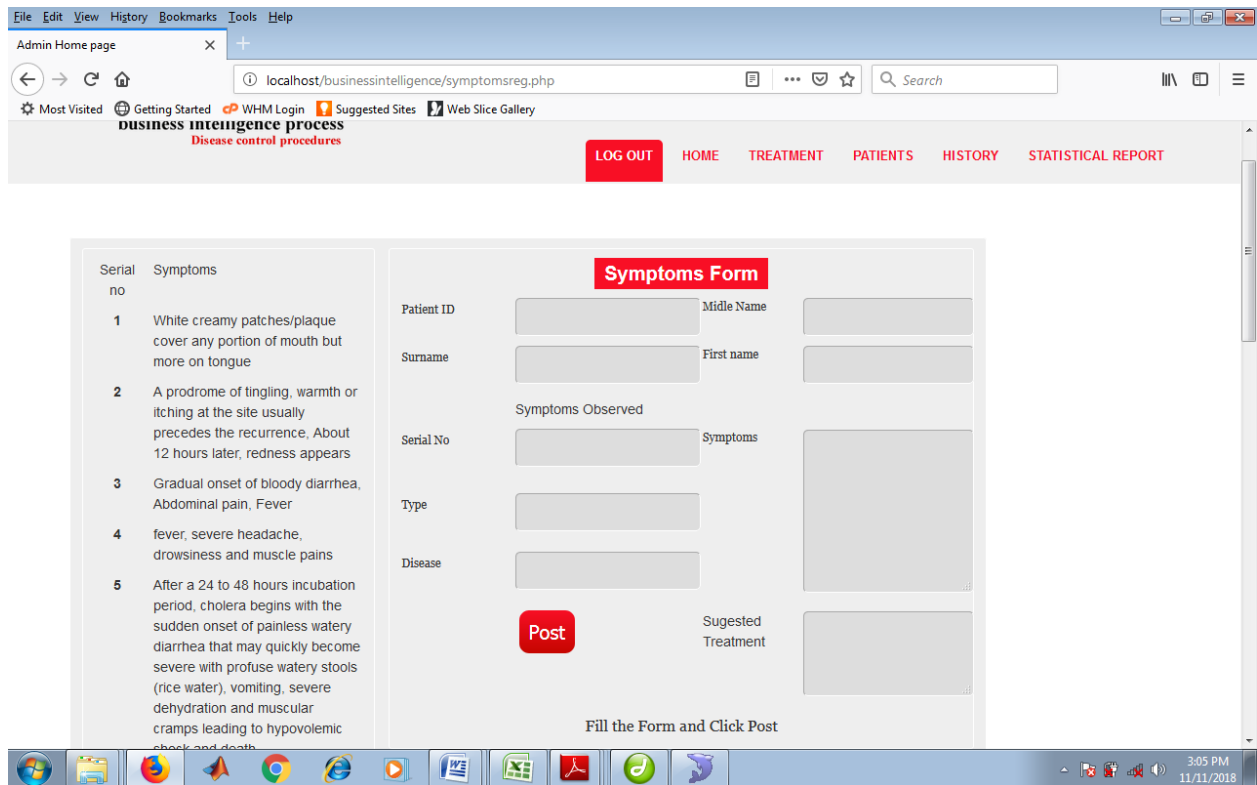 File Edit View History Bookmarks Tools Help
Admin Home page
localhost/businessintelligence/symptomsreg.php
Search
Most Visited Getting Started cP WHM Login Suggested Sites Web Slice Gallery
business intelligence process
Disease control procedures
LOG OUT HOME TREATMENT PATIENTS HISTORY STATISTICAL REPORT
Serial no Symptoms
1 White creamy patches/plaque
cover any portion of mouth but
more on tongue
2 A prodrome of tingling, warmth or
itching at the site usually
precedes the recurrence, About
12 hours later, redness appears
3 Gradual onset of bloody diarrhea,
Abdominal pain, Fever
4 fever, severe headache,
drowsiness and muscle pains
5 After a 24 to 48 hours incubation
period, cholera begins with the
sudden onset of painless watery
diarrhea that may quickly become
severe with profuse watery stools
(rice water), vomiting, severe
dehydration and muscular
cramps leading to hypovolemic
shock and death
Symptoms Form
Patient ID Midle Name
Surname First name
Symptoms Observed
Serial No Symptoms
Type
Disease
Post Sugested
Treatment
Fill the Form and Click Post
3:05 PM
11/11/2018